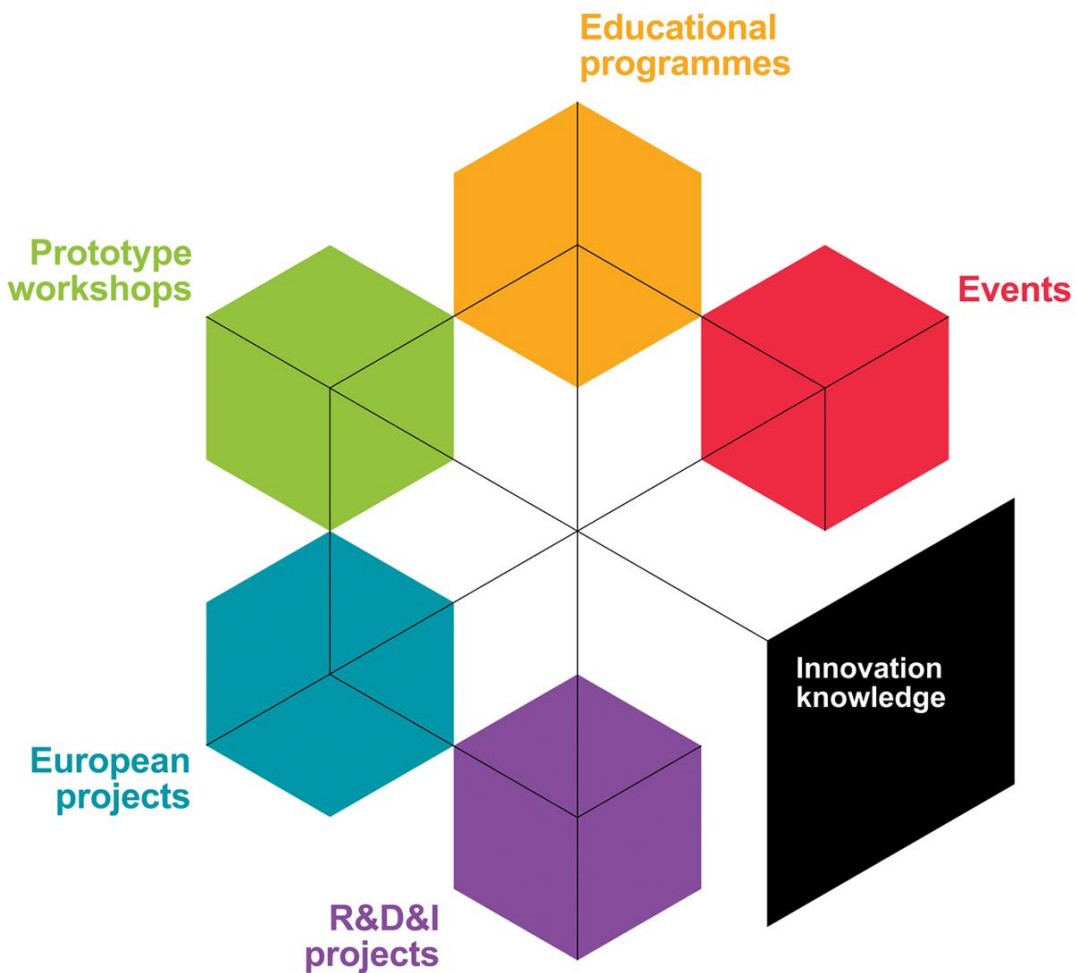 Educational
programmes
Prototype
workshops
Events
Innovation
knowledge
European
projects
R&D&I
projects